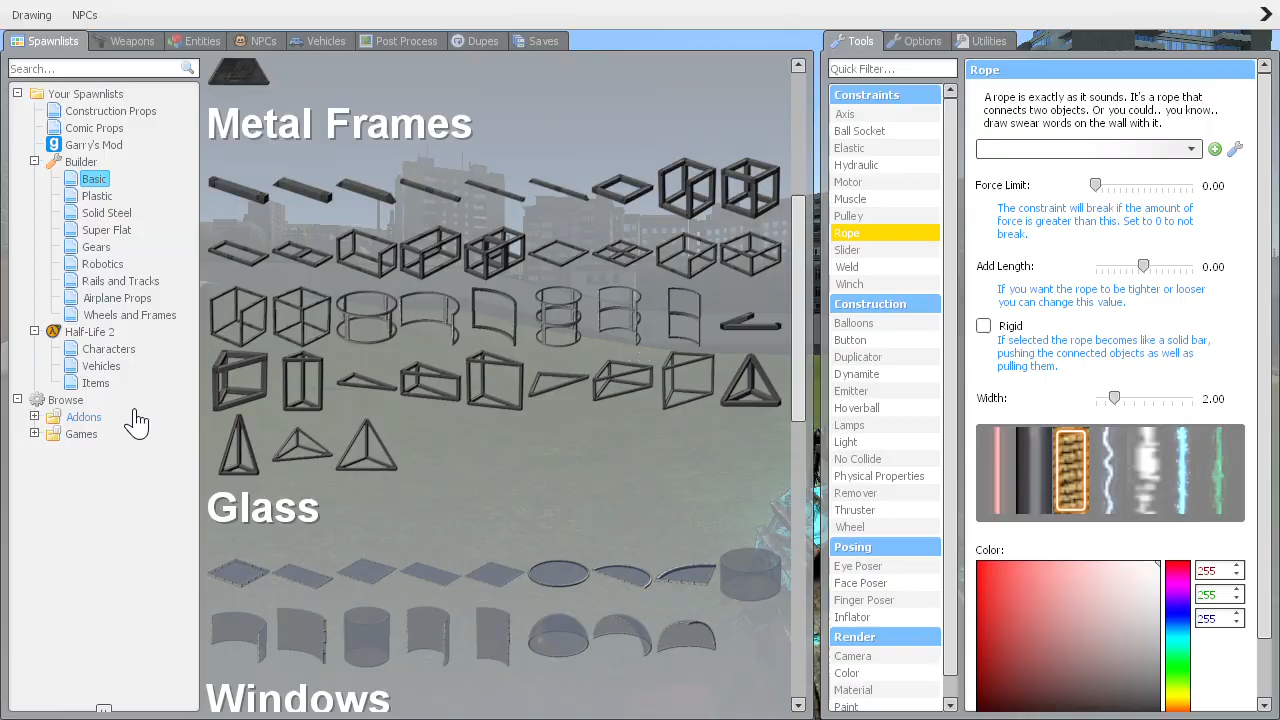 Drawing NPCs
Spawnlists Weapons Entities NPCs Vehicles Post Process Dupes Saves
Search...
Your Spawnlists
Construction Props
Comic Props
Garry's Mod
Builder
Basic
Plastic
Solid Steel
Super Flat
Gears
Robotics
Rails and Tracks
Airplane Props
Wheels and Frames
Half-Life 2
Characters
Vehicles
Items
Browse
Addons
Games
Metal Frames
Glass
Windows
Tools Options Utilities
Quick Filter...
Constraints
Axis
Ball Socket
Elastic
Hydraulic
Motor
Muscle
Pulley
Rope
Slider
Weld
Winch
Construction
Balloons
Button
Duplicator
Dynamite
Emitter
Hoverball
Lamps
Light
No Collide
Physical Properties
Remover
Thruster
Wheel
Posing
Eye Poser
Face Poser
Finger Poser
Inflator
Render
Camera
Color
Material
Paint
Rope
A rope is exactly as it sounds. It's a rope that
connects two objects. Or you could.. you know..
draw swear words on the wall with it.
Force Limit: 0.00
The constraint will break if the amount of
force is greater than this. Set to 0 to not
break.
Add Length: 0.00
If you want the rope to be tighter or looser
you can change this value.
Rigid
If selected the rope becomes like a solid bar,
pushing the connected objects as well as
pulling them.
Width: 2.00
Color:
255
255
255